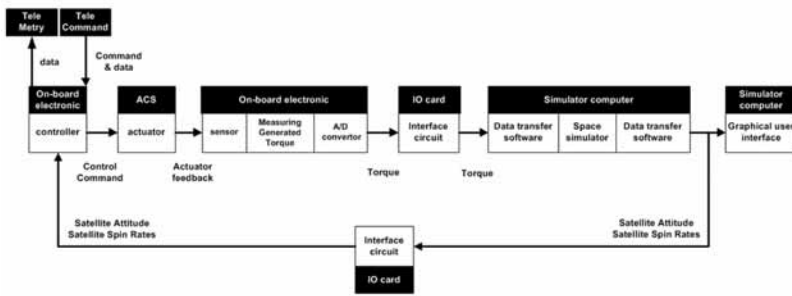 Tele
Metry
Tele
Command
data
Command
& data
On-board
electronic
controller
Control
Command
ACS
actuator
Actuator
feedback
On-board electronic
sensor
Measuring
Generated
Torque
A/D
convertor
Torque
IO card
Interface
circuit
Torque
Simulator computer
Data transfer
software
Space
simulator
Data transfer
software
Simulator
computer
Graphical user
interface
Satellite Attitude
Satellite Spin Rates
Interface
circuit
IO card
Satellite Attitude
Satellite Spin Rates